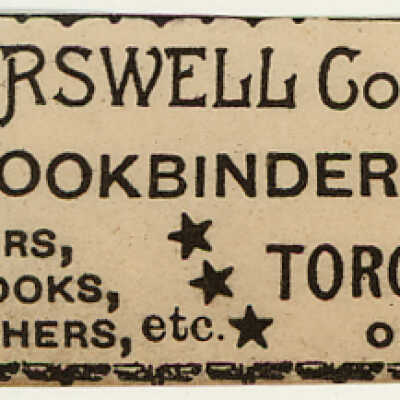 RSWELL Co
OOKBINDER
RS,
OOKS,
HERS, etc.
TORO
O